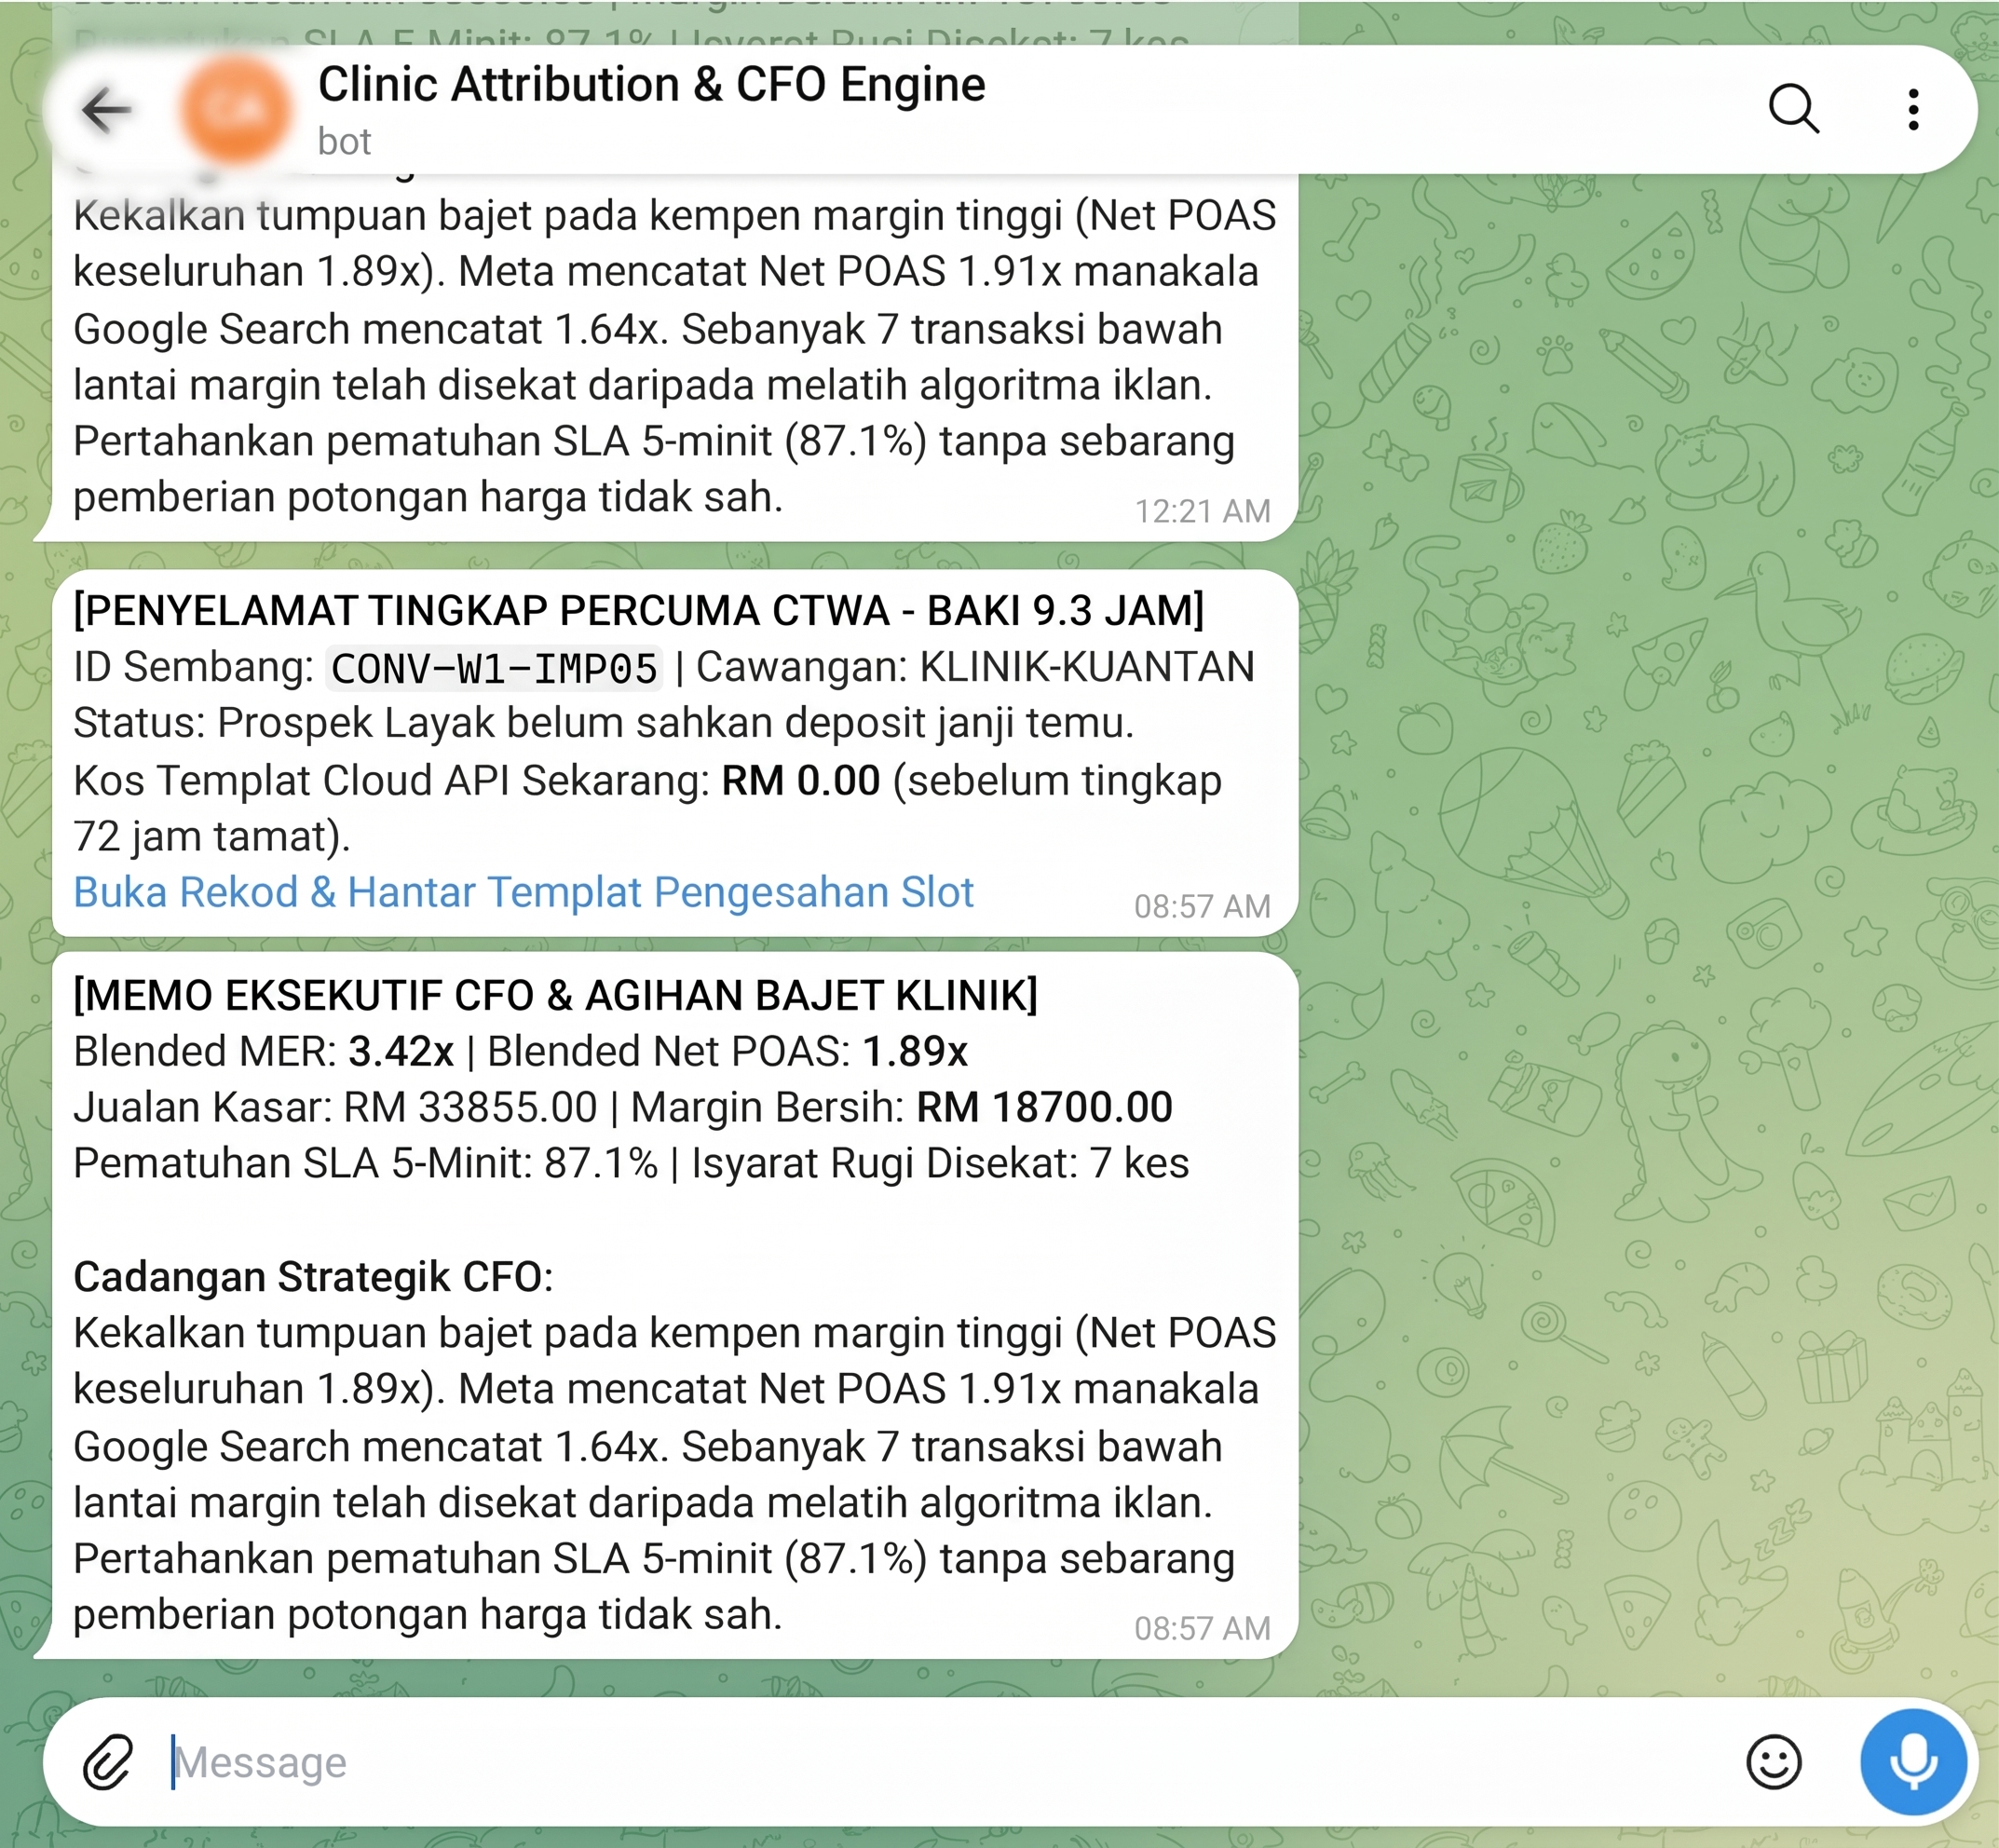 Clinic Attribution & CFO Engine
bot
Kekalkan tumpuan bajet pada kempen margin tinggi (Net POAS
keseluruhan 1.89x). Meta mencatat Net POAS 1.91x manakala
Google Search mencatat 1.64x. Sebanyak 7 transaksi bawah
lantai margin telah disekat daripada melatih algoritma iklan.
Pertahankan pematuhan SLA 5-minit (87.1%) tanpa sebarang
pemberian potongan harga tidak sah.
12:21 AM
[PENYELAMAT TINGKAP PERCUMA CTWA - BAKI 9.3 JAM]
ID Sembang: CONV-W1-IMP05 | Cawangan: KLINIK-KUANTAN
Status: Prospek Layak belum sahkan deposit janji temu.
Kos Templat Cloud API Sekarang: RM 0.00 (sebelum tingkap
72 jam tamat).
Buka Rekod & Hantar Templat Pengesahan Slot
08:57 AM
[MEMO EKSEKUTIF CFO & AGIHAN BAJET KLINIK]
Blended MER: 3.42x | Blended Net POAS: 1.89x
Jualan Kasar: RM 33855.00 | Margin Bersih: RM 18700.00
Pematuhan SLA 5-Minit: 87.1% | Isyarat Rugi Disekat: 7 kes
Cadangan Strategik CFO:
Kekalkan tumpuan bajet pada kempen margin tinggi (Net POAS
keseluruhan 1.89x). Meta mencatat Net POAS 1.91x manakala
Google Search mencatat 1.64x. Sebanyak 7 transaksi bawah
lantai margin telah disekat daripada melatih algoritma iklan.
Pertahankan pematuhan SLA 5-minit (87.1%) tanpa sebarang
pemberian potongan harga tidak sah.
08:57 AM
Message